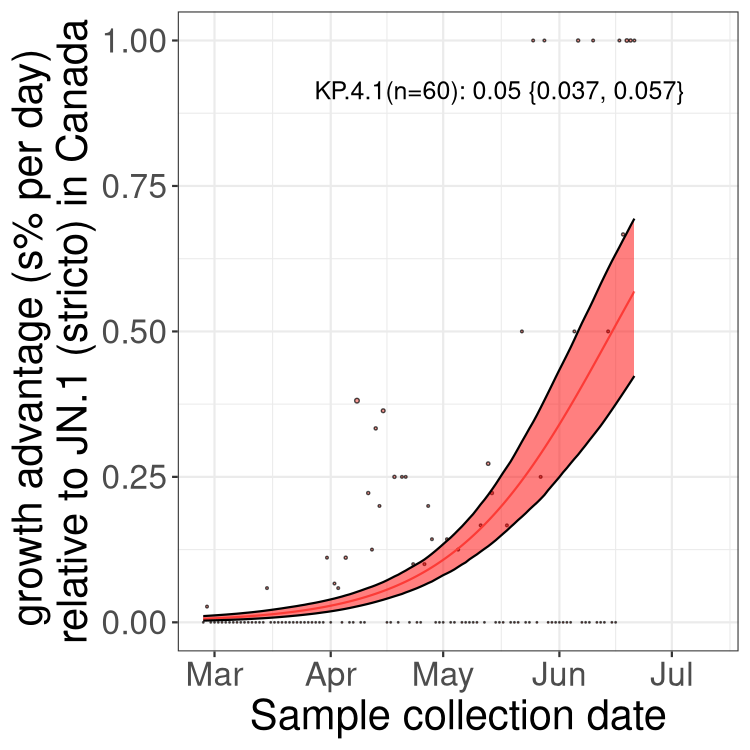 growth advantage (s% per day)
relative to JN.1 (stricto) in Canada
1.00
0.75
0.50
0.25
0.00
KP.4.1(n=60): 0.05 {0.037, 0.057}
Mar Apr May Jun Jul
Sample collection date